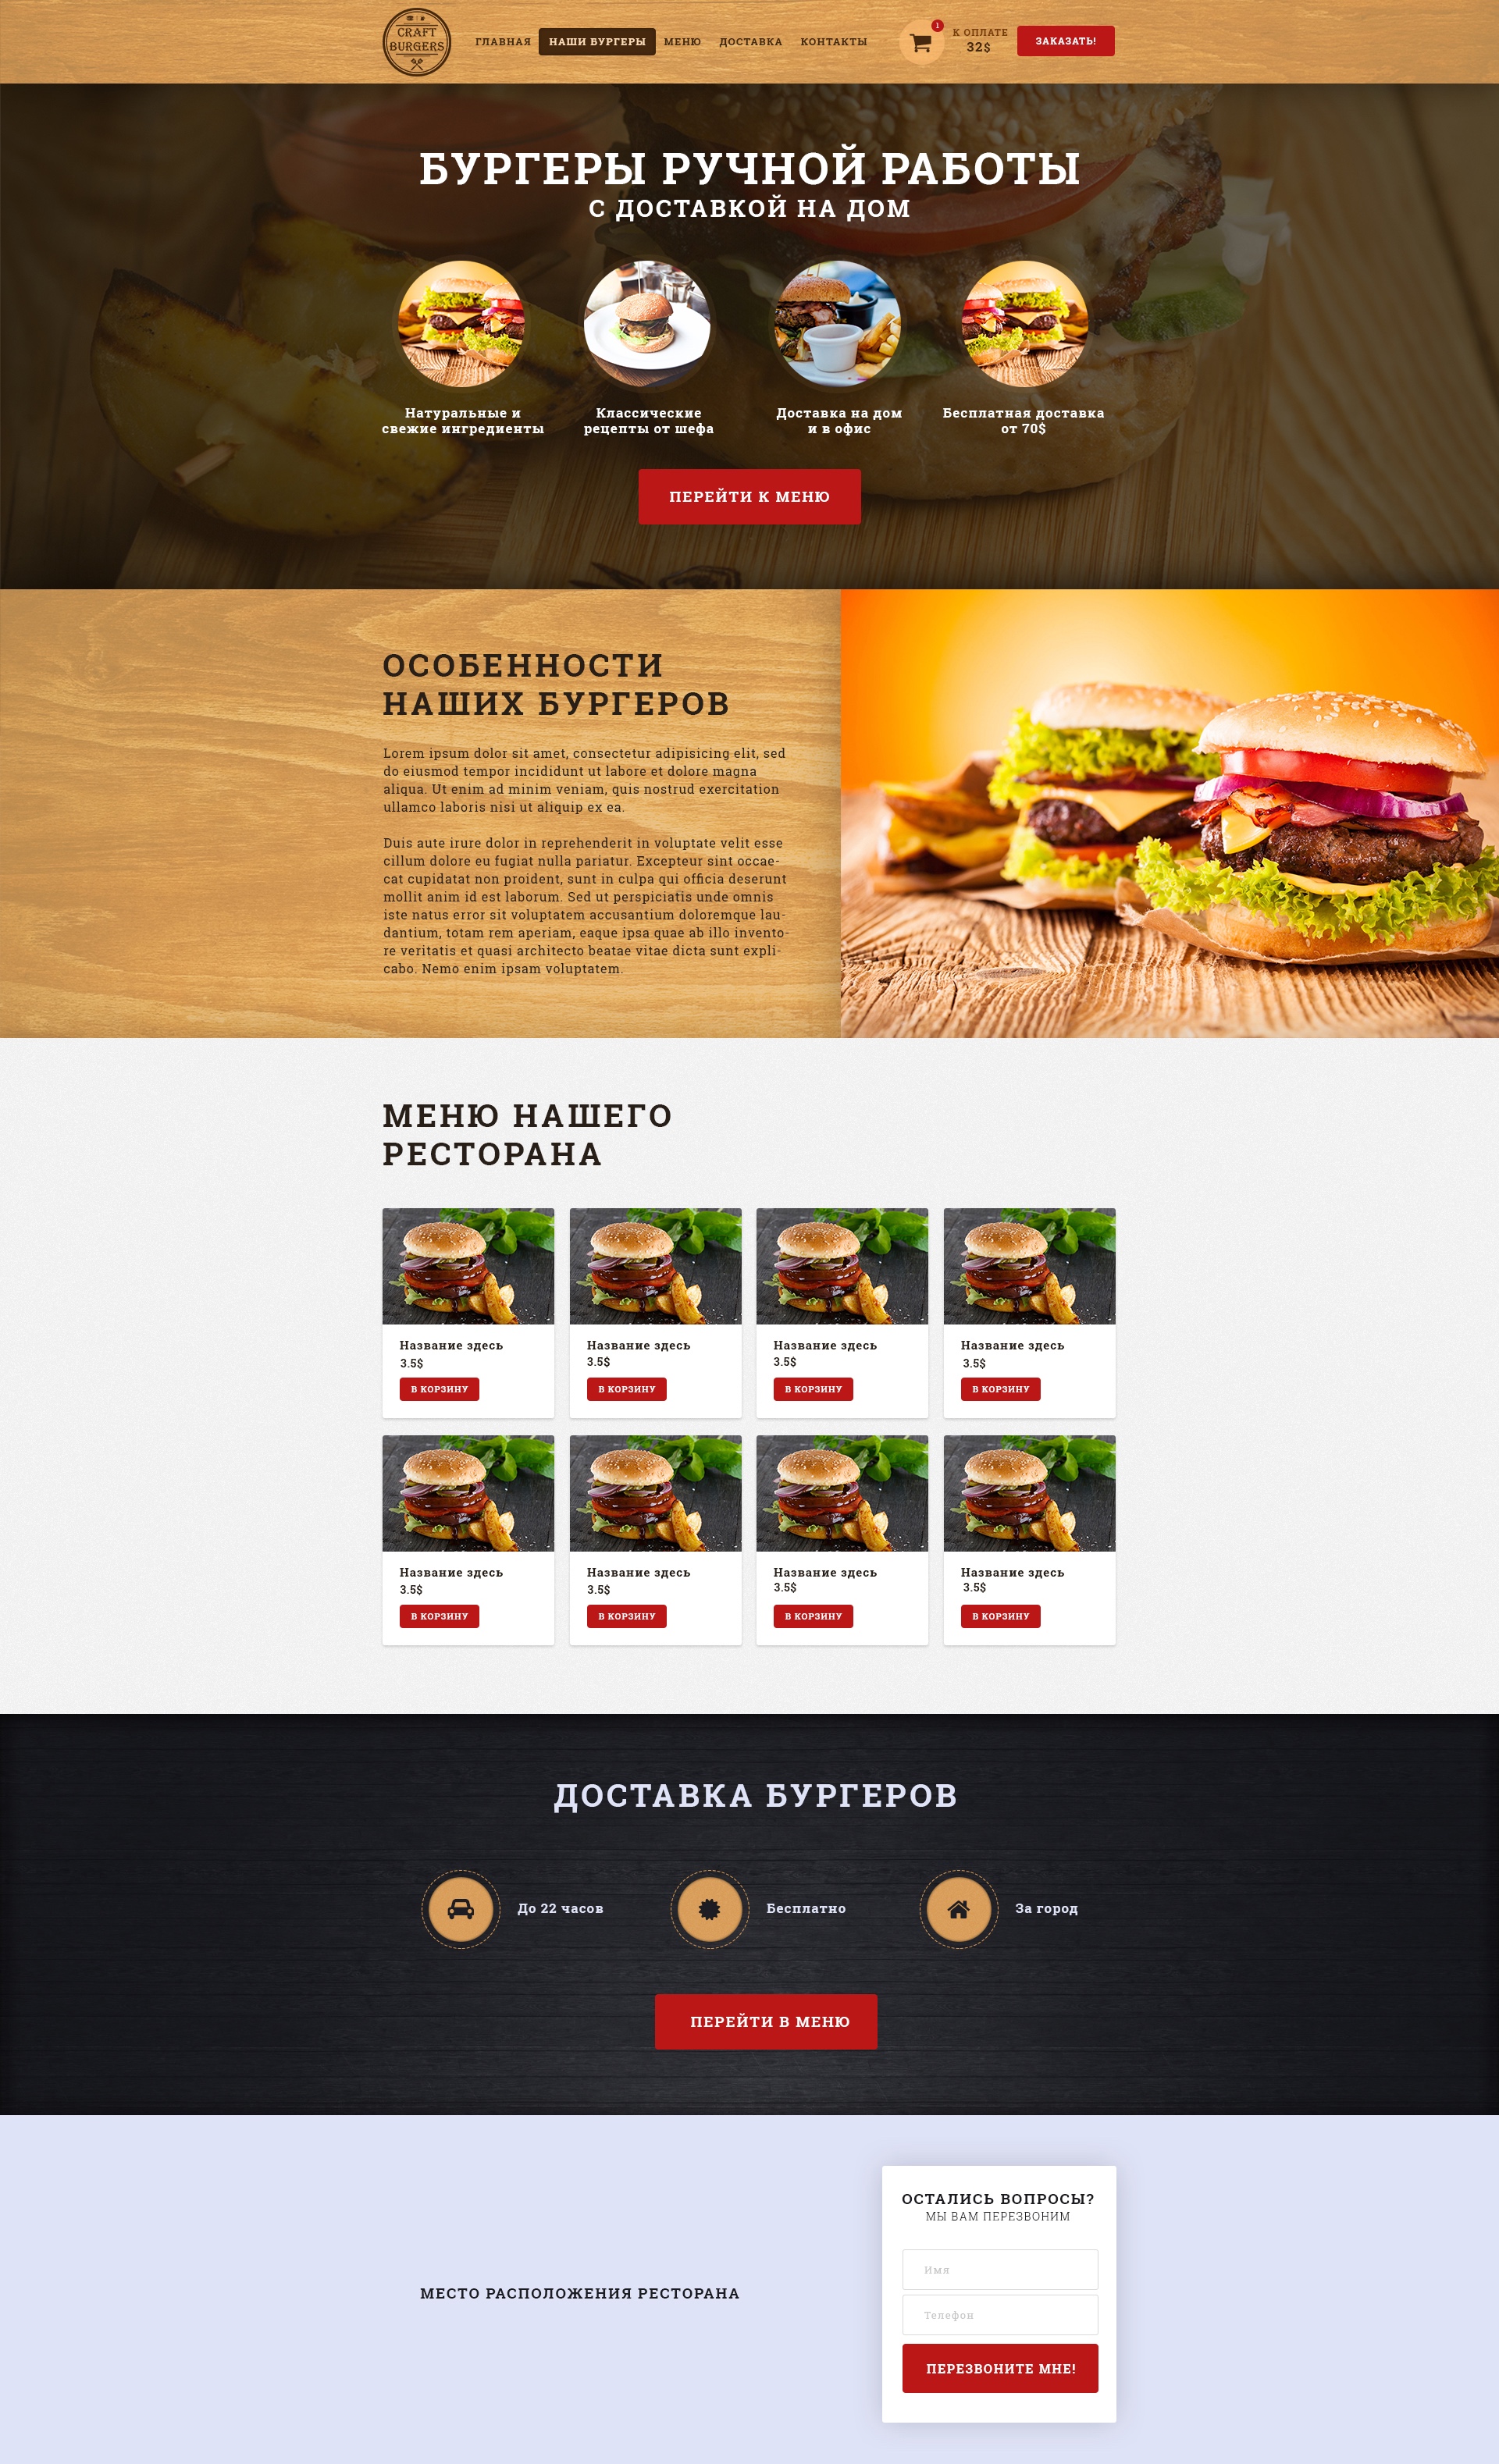 CRAFT
BURGERS
ГЛАВНАЯ
НАШИ БУРГЕРЫ
МЕНЮ
ДОСТАВКА
КОНТАКТЫ
1
К ОПЛАТЕ
32$
ЗАКАЗАТЬ!
БУРГЕРЫ РУЧНОЙ РАБОТЫ
С ДОСТАВКОЙ НА ДОМ
Натуральные и
свежие ингредиенты
Классические
рецепты от шефа
Доставка на дом
и в офис
Бесплатная доставка
от 70$
ПЕРЕЙТИ К МЕНЮ
ОСОБЕННОСТИ
НАШИХ БУРГЕРОВ
Lorem ipsum dolor sit amet, consectetur adipisicing elit, sed
do eiusmod tempor incididunt ut labore et dolore magna
aliqua. Ut enim ad minim veniam, quis nostrud exercitation
ullamco laboris nisi ut aliquip ex ea.
Duis aute irure dolor in reprehenderit in voluptate velit esse
cillum dolore eu fugiat nulla pariatur. Excepteur sint occae-
cat cupidatat non proident, sunt in culpa qui officia deserunt
mollit anim id est laborum. Sed ut perspiciatis unde omnis
iste natus error sit voluptatem accusantium doloremque lau-
dantium, totam rem aperiam, eaque ipsa quae ab illo invento-
re veritatis et quasi architecto beatae vitae dicta sunt expli-
cabo. Nemo enim ipsam voluptatem.
МЕНЮ НАШЕГО
РЕСТОРАНА
Название здесь
3.5$
В КОРЗИНУ
Название здесь
3.5$
В КОРЗИНУ
Название здесь
3.5$
В КОРЗИНУ
Название здесь
3.5$
В КОРЗИНУ
Название здесь
3.5$
В КОРЗИНУ
Название здесь
3.5$
В КОРЗИНУ
Название здесь
3.5$
В КОРЗИНУ
Название здесь
3.5$
В КОРЗИНУ
ДОСТАВКА БУРГЕРОВ
До 22 часов
Бесплатно
За город
ПЕРЕЙТИ В МЕНЮ
МЕСТО РАСПОЛОЖЕНИЯ РЕСТОРАНА
ОСТАЛИСЬ ВОПРОСЫ?
МЫ ВАМ ПЕРЕЗВОНИМ
Имя
Телефон
ПЕРЕЗВОНИТЕ МНЕ!